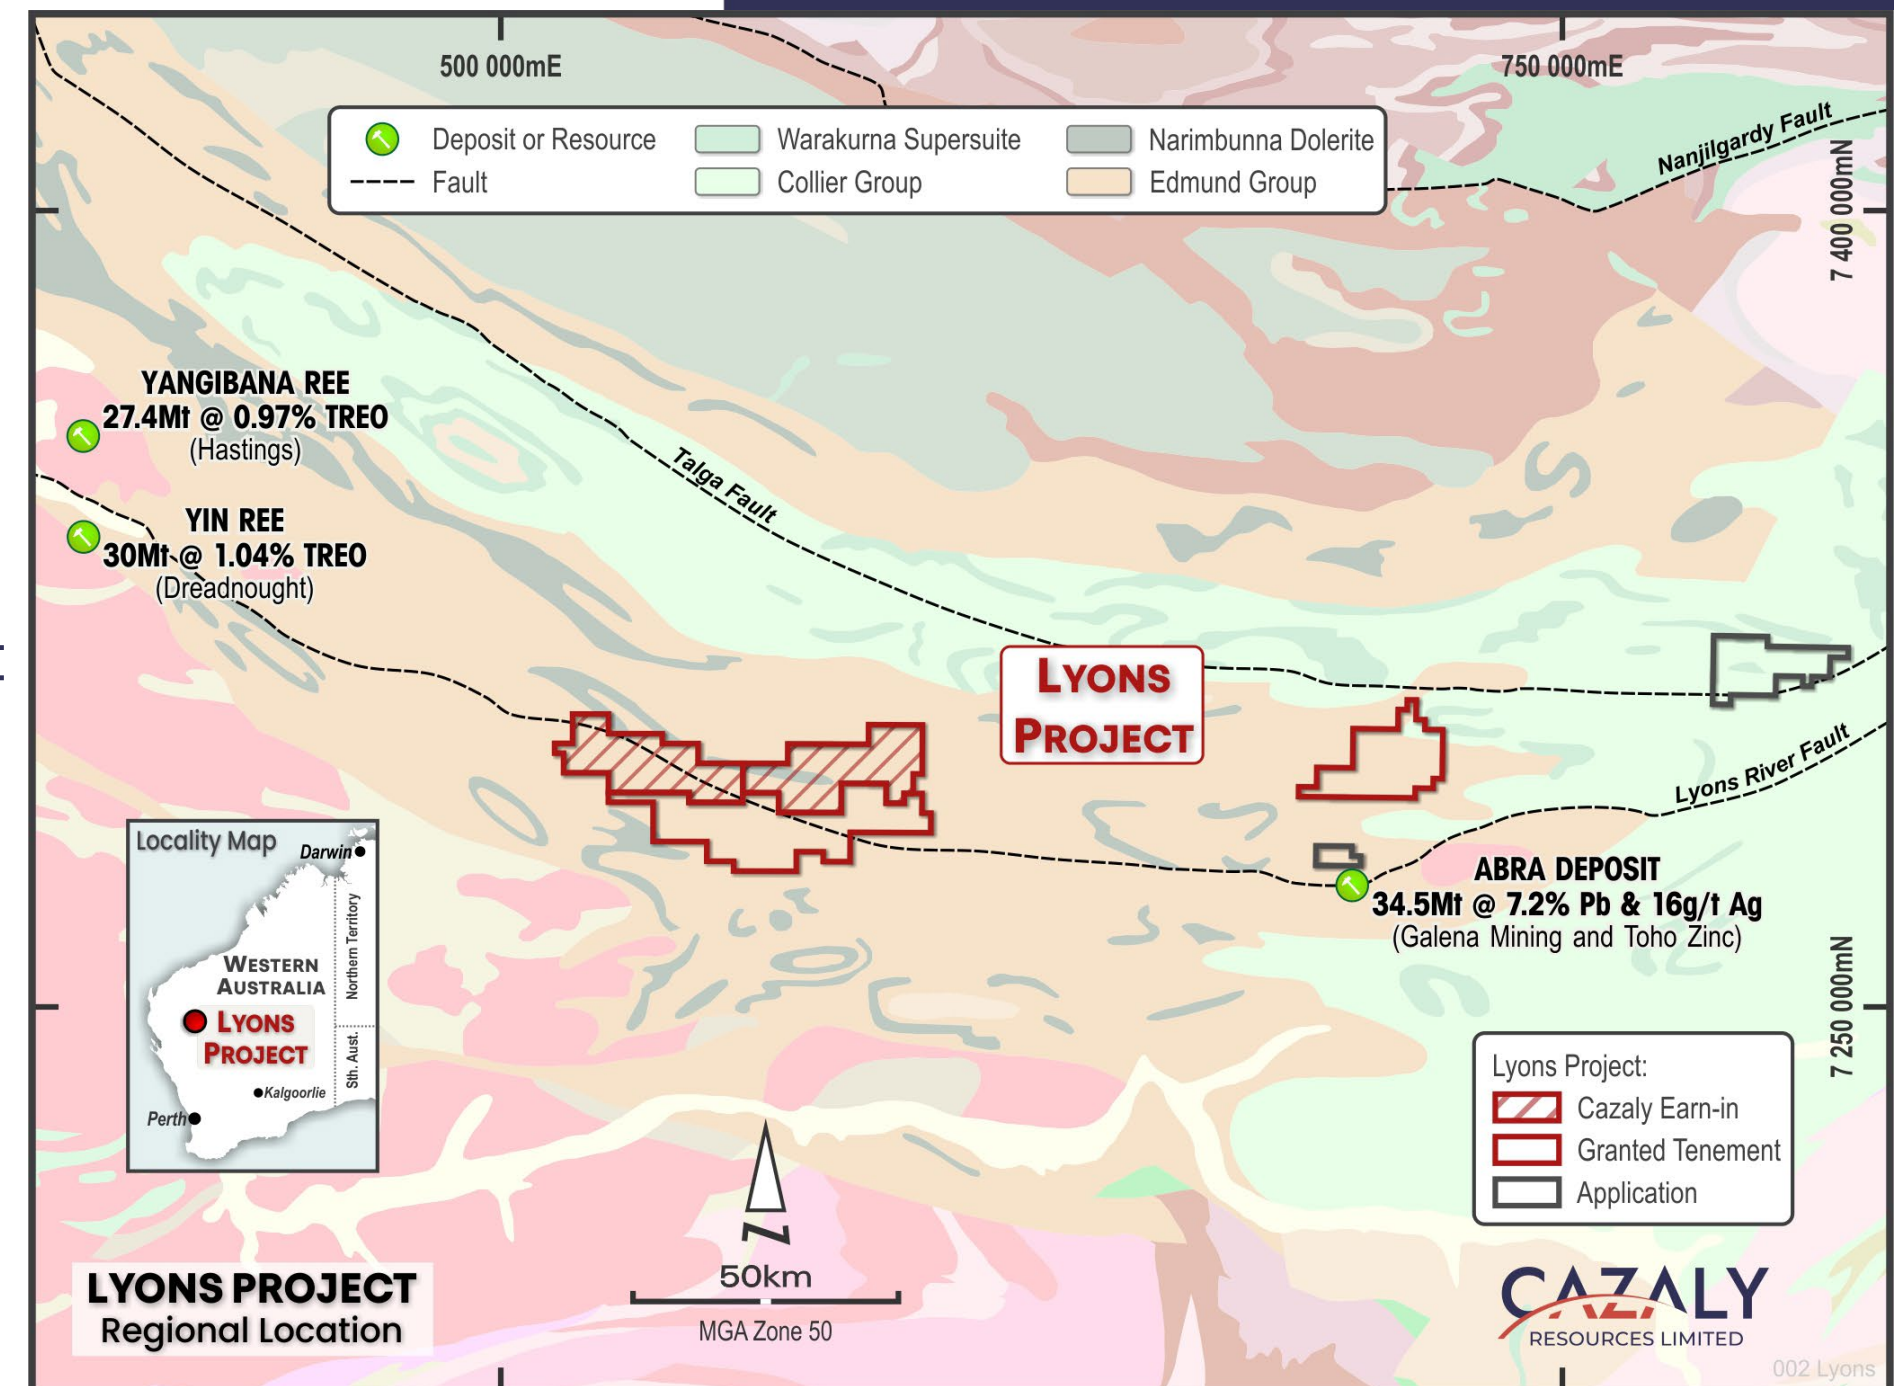 500 000mE
750 000mE
Deposit or Resource
Fault
Warakurna Supersuite
Collier Group
Narimbunna Dolerite
Edmund Group
Nanjilgardy Fault
7 400 000mN
YANGIBANA REE
27.4Mt @ 0.97% TREO
(Hastings)
Talga Fault
YIN REE
30Mt @ 1.04% TREO
(Dreadnought)
LYONS
PROJECT
Lyons River Fault
ABRA DEPOSIT
34.5Mt @ 7.2% Pb & 16g/t Ag
(Galena Mining and Toho Zinc)
7 250 000mN
Locality Map
Darwin
Northern Territory
WESTERN
AUSTRALIA
LYONS
PROJECT
Sth. Aust.
Kalgoorlie
Perth
Lyons Project:
Cazaly Earn-in
Granted Tenement
Application
N
50km
MGA Zone 50
LYONS PROJECT
Regional Location
CAZALY
RESOURCES LIMITED
002 Lyons